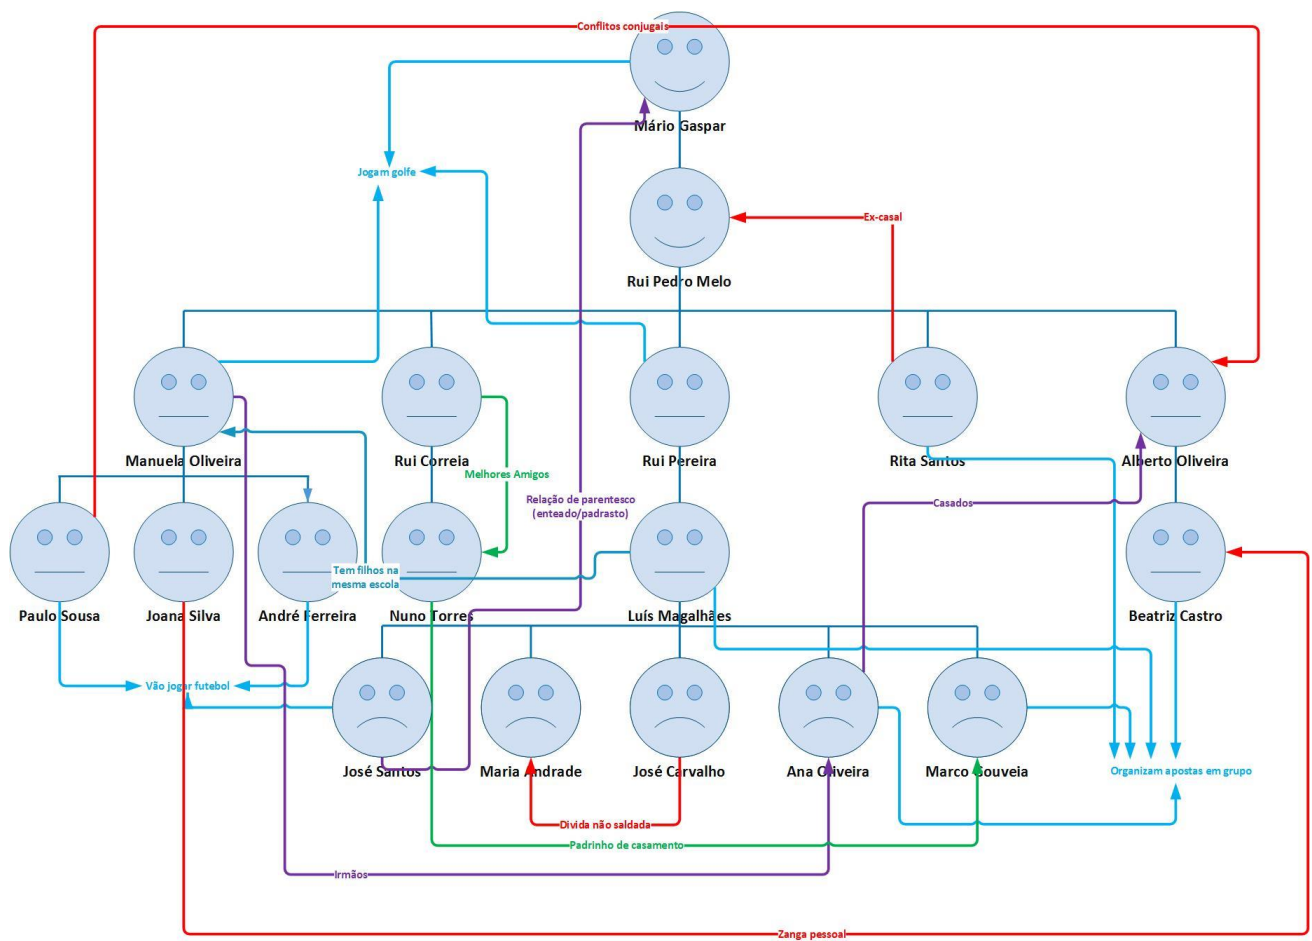 Conflitos conjugais
Mário Gaspar
Jogam golfe
Ex-casal
Rui Pedro Melo
Manuela Oliveira
Rui Correia
Rui Pereira
Rita Santos
Alberto Oliveira
Melhores Amigos
Relação de parentesco
(enteado/padrasto)
Casados
Tem filhos na
mesma escola
Paulo Sousa
Joana Silva
André Ferreira
Nuno Torres
Luís Magalhães
Beatriz Castro
Vão jogar futebol
José Santos
Maria Andrade
José Carvalho
Ana Oliveira
Marco Gouveia
Organizam apostas em grupo
Divida não saldada
Padrinho de casamento
Irmãos
Zanga pessoal